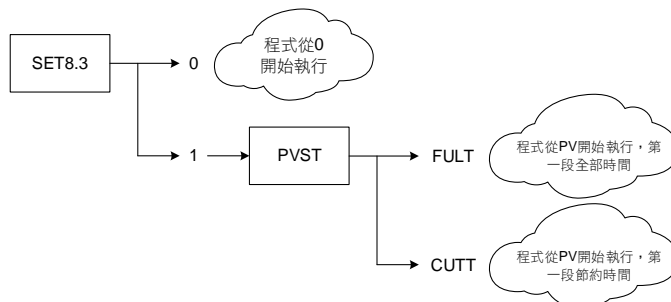 SET8.3
0
程式從0
開始執行
1
PVST
FULT
程式從PV開始執行，第
一段全部時間
CUTT
程式從PV開始執行，第
一段節約時間